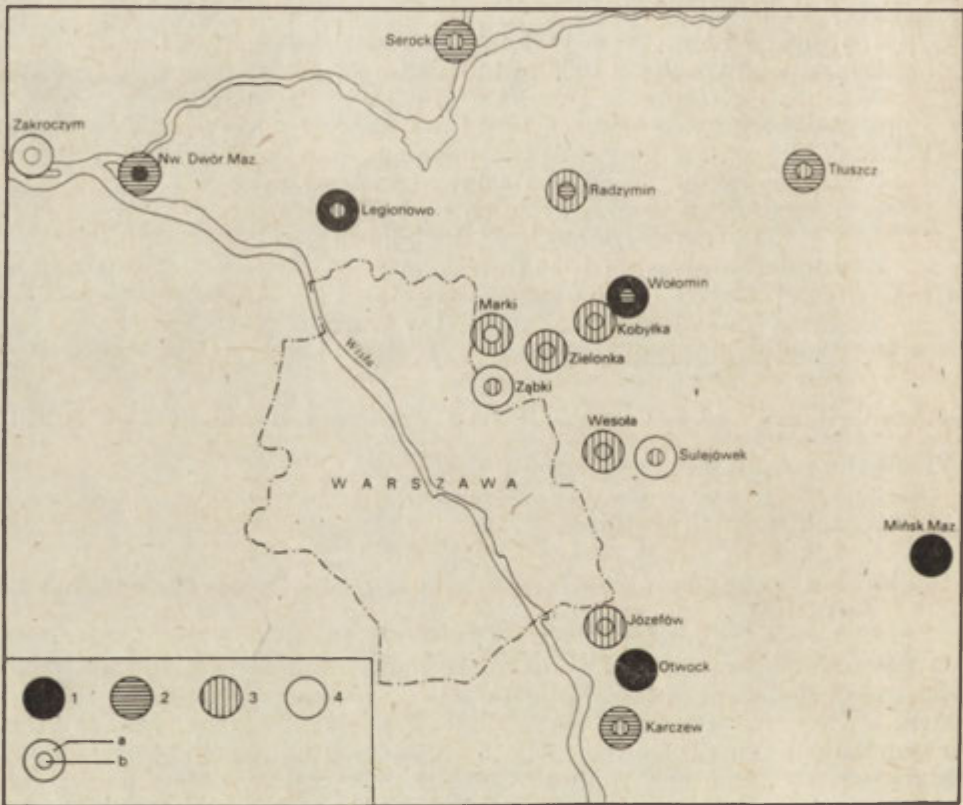 Serock
Zakroczym
Nw. Dwór Maz.
Tłuszcz
Radzymin
Legionowo
Wołomin
Marki
Kobyłka
Zielonka
Wisła
Ząbki
Wesoła
Sulejówek
W A R S Z A W A
Mińsk Maz
Józefów
Otwock
Karczew
1 2 3 4
a
b